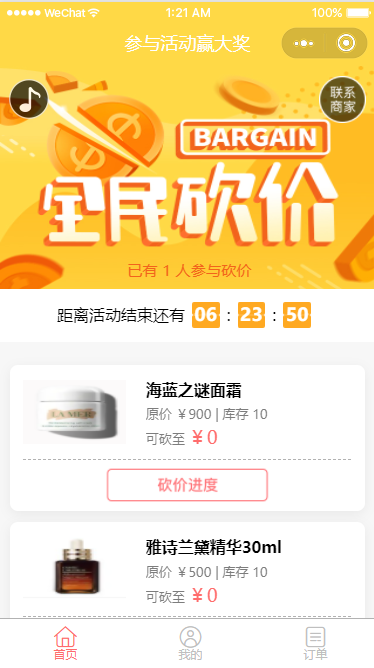 WeChat 1:21 AM 100%
参与活动赢大奖
联系
商家
BARGAIN
全民砍价
已有 1 人参与砍价
距离活动结束还有 06 : 23 : 50
海蓝之谜面霜
原价 ￥900 | 库存 10
LA MER
可砍至 ￥0
砍价进度
雅诗兰黛精华30ml
原价 ￥500 | 库存 10
可砍至 ￥0
首页 我的 订单